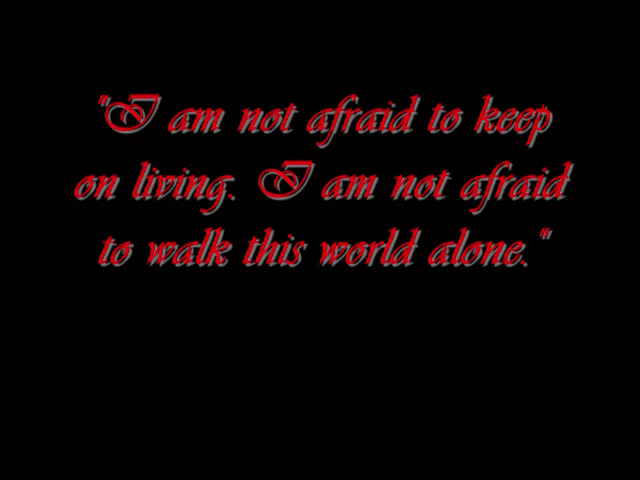 "I am not afraid to keep
on living. I am not afraid
to walk this world alone."